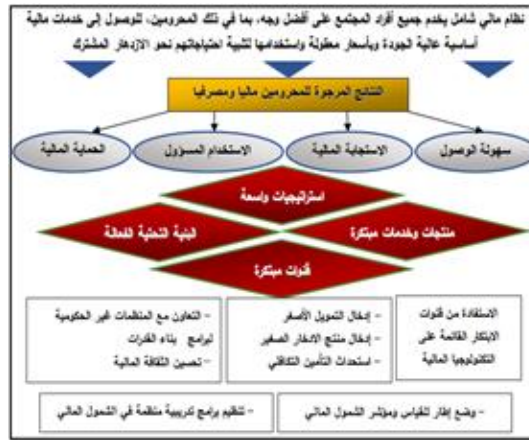 نظام مالي شامل يخدم جميع أفراد المجتمع على أفضل وجه، بما في ذلك المحرومين، للوصول إلى خدمات مالية
أساسية عالية الجودة وبأسعار معقولة واستخدامها لتلبية احتياجاتهم نحو الازدهار المشترك
النتائج المرجوة للمحرومين ماليا ومصرفيا
سهولة الوصول
الاستجابة المالية
الاستخدام المسؤول
الحماية المالية
استراتيجيات واسعة
منتجات وخدمات مبتكرة
البنية التحتية الفعالة
قنوات مبتكرة
الاستفادة من قنوات
الابتكار القائمة على
التكنولوجيا المالية
- إدخال التمويل الأصغر
- إدخال منتج الادخار الصغير
- استحداث التأمين التكافلي
- التعاون مع المنظمات غير الحكومية
لبرامج بناء القدرات
- تحسين الثقافة المالية
- وضع إطار للقياس ومؤشر الشمول المالي
- تنظيم برامج تدريبية منظمة في الشمول المالي